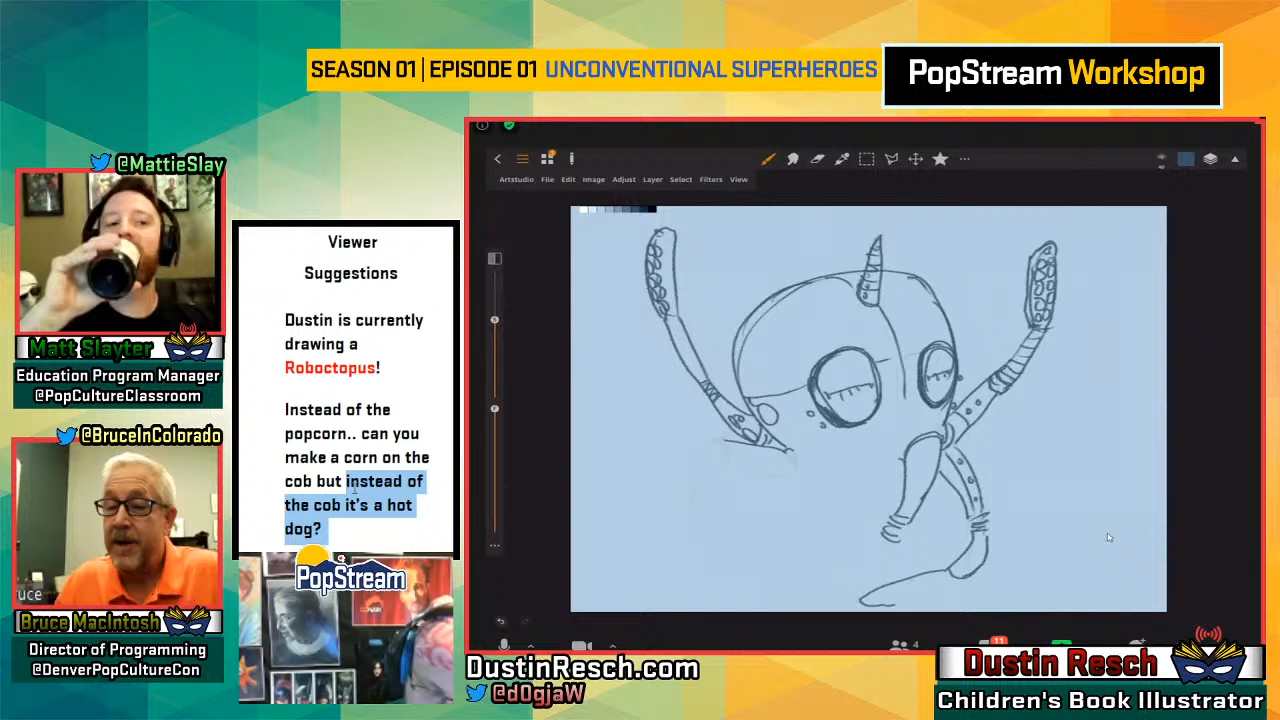 SEASON 01 | EPISODE 01 UNCONVENTIONAL SUPERHEROES
PopStream Workshop
@MattieSlay
Matt Slayter
Education Program Manager
@PopCultureClassroom
@BruceInColorado
ruce
Bruce MacIntosh
Director of Programming
@DenverPopCultureCon
Viewer
Suggestions
Dustin is currently
drawing a
Roboctopus!
Instead of the
popcorn.. can you
make a corn on the
cob but instead of
the cob it's a hot
dog?
PopStream
Artstudio File Edit Image Adjust Layer Select Filters View
S
F
11
4
DustinResch.com
@d0gjaW
Dustin Resch
Children's Book Illustrator